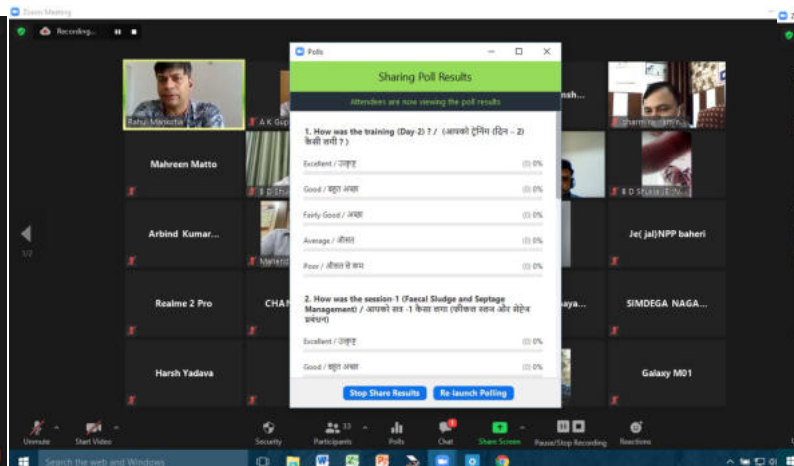 Zoom Meeting
Recording...
Polls
Sharing Poll Results
Attendees are now viewing the poll results
1. How was the training (Day-2) ? / (आपको ट्रेनिंग (दिन – 2)
कैसी लगी ? )
Excellent / उत्कृष्ट (0) 0%
Good / बहुत अच्छा (0) 0%
Fairly Good / अच्छा (0) 0%
Average / औसत (0) 0%
Poor / औसत से कम (0) 0%
2. How was the session-1 (Faecal Sludge and Septage
Management) / आपको सत्र -1 कैसा लगा (फीकल स्लज और सेप्टेज
प्रबंधन)
Excellent / उत्कृष्ट (0) 0%
Good / बहुत अच्छा (0) 0%
Stop Share Results
Re-launch Polling
Rahul Mankotia
A K Gup
nsh...
Mahreen Matto
B D Shu
Arbind Kumar...
Mahend
Je( jal)NPP baheri
1/2
Realme 2 Pro
CHA
aya...
SIMDEGA NAGA...
Harsh Yadava
Galaxy M01
Unmute
Start Video
Security
Participants
33
Polls
Chat
Share Screen
Pause/Stop Recording
Reactions
Search the web and Windows